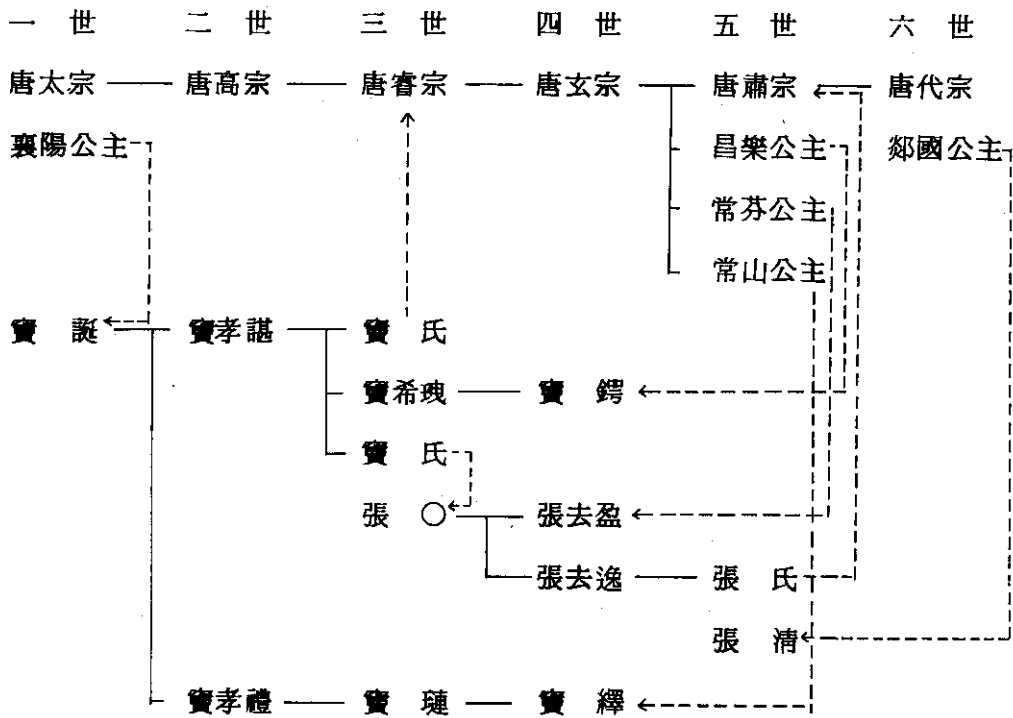 一世 二世 三世 四世 五世 六世
唐太宗 唐高宗 唐睿宗 唐玄宗 唐肅宗 唐代宗
襄陽公主 昌樂公主 郯國公主
常芬公主
常山公主
竇誕 竇孝諶 竇氏
竇希瑰 竇鍔
竇氏
張〇 張去盈
張去逸 張氏
張清
竇孝禮 竇璡 竇繹